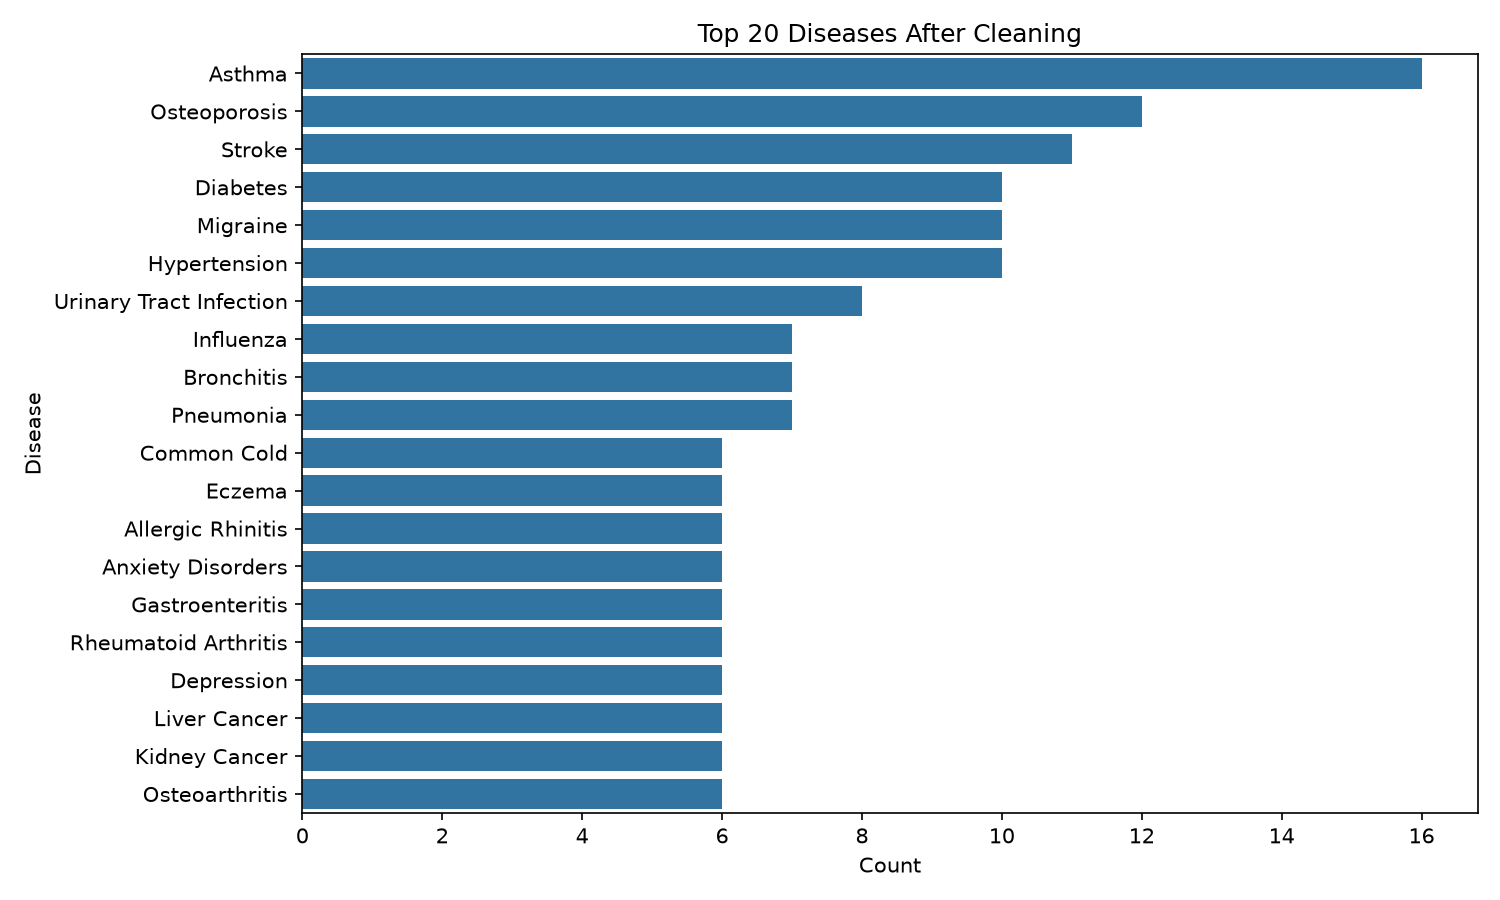 Top 20 Diseases After Cleaning
Asthma
Osteoporosis
Stroke
Diabetes
Migraine
Hypertension
Urinary Tract Infection
Influenza
Bronchitis
Pneumonia
Common Cold
Eczema
Allergic Rhinitis
Anxiety Disorders
Gastroenteritis
Rheumatoid Arthritis
Depression
Liver Cancer
Kidney Cancer
Osteoarthritis
Disease
0 2 4 6 8 10 12 14 16
Count